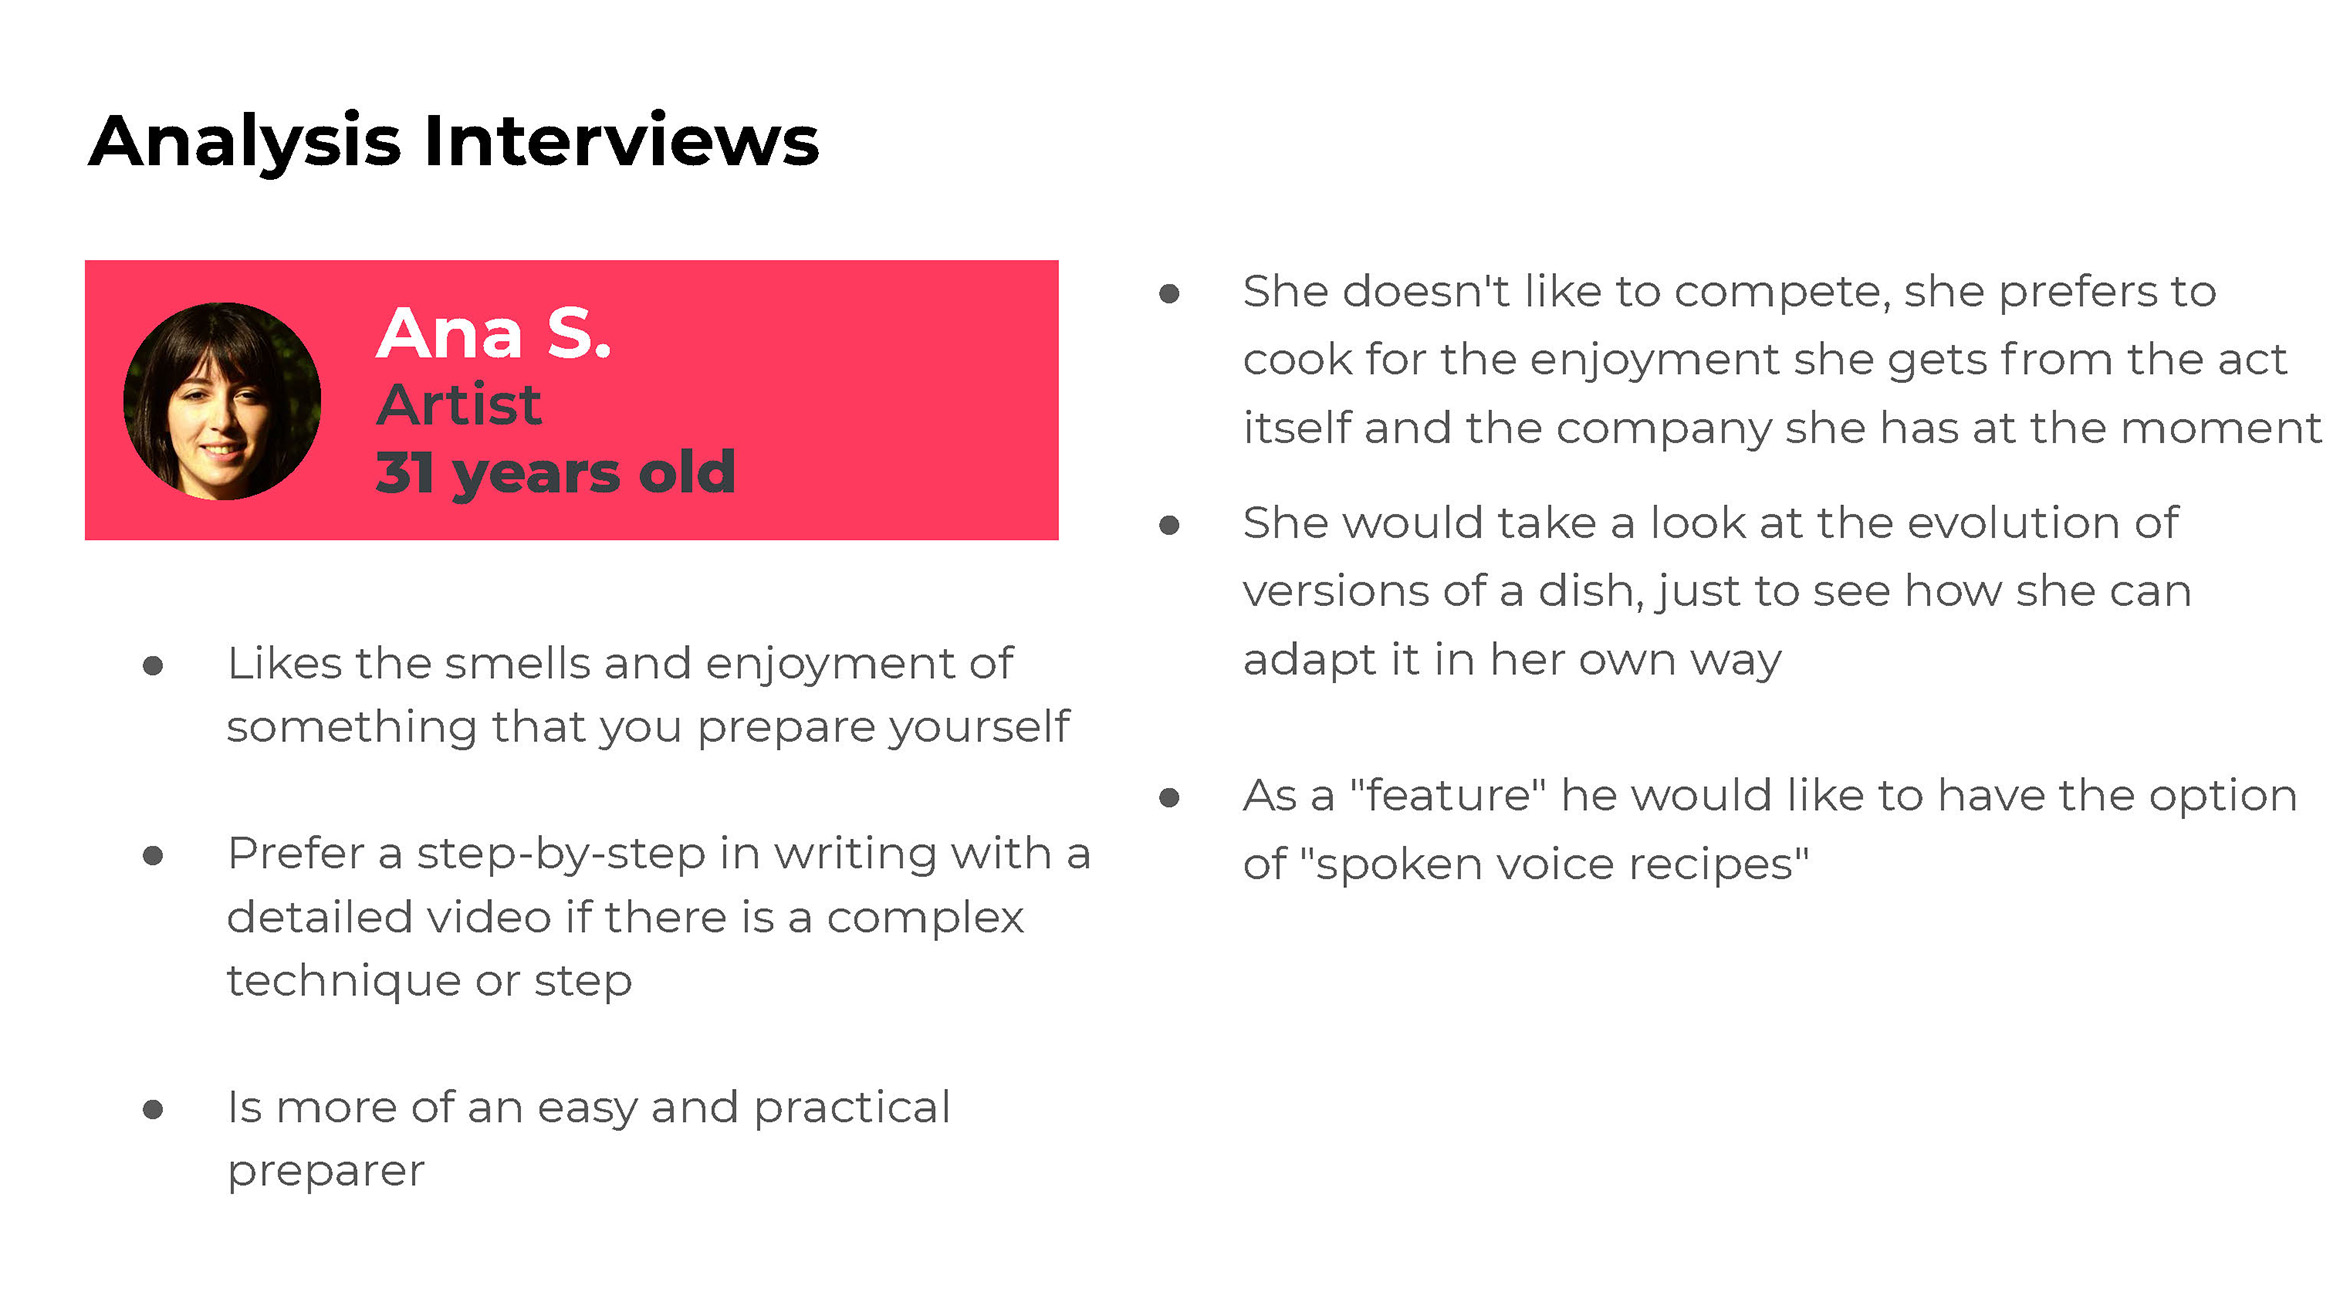 Analysis Interviews
Ana S.
Artist
31 years old
● Likes the smells and enjoyment of
something that you prepare yourself
● Prefer a step-by-step in writing with a
detailed video if there is a complex
technique or step
● Is more of an easy and practical
preparer
● She doesn't like to compete, she prefers to
cook for the enjoyment she gets from the act
itself and the company she has at the moment
● She would take a look at the evolution of
versions of a dish, just to see how she can
adapt it in her own way
● As a "feature" he would like to have the option
of "spoken voice recipes"